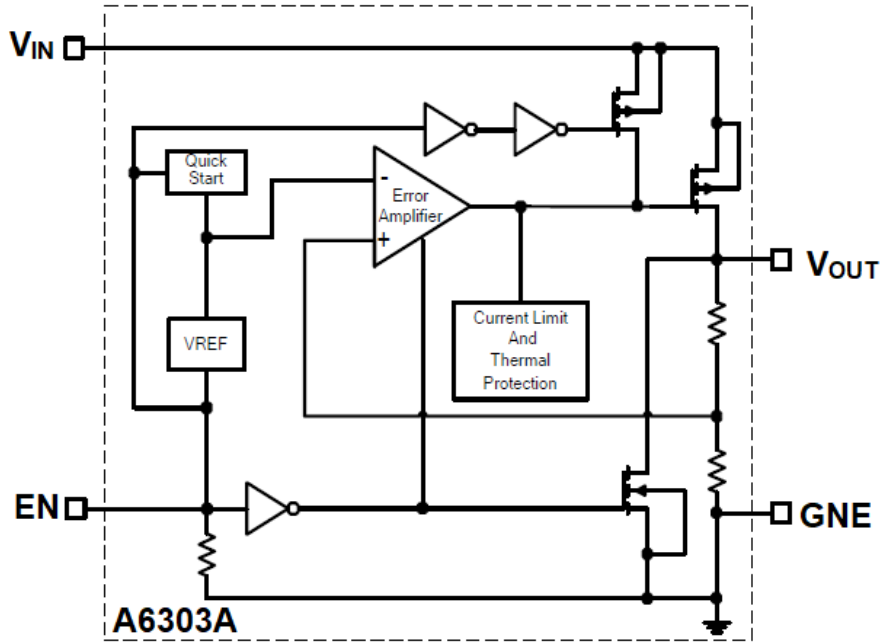 VIN
Quick
Start
-
Error
Amplifier
+
VOUT
VREF
Current Limit
And
Thermal
Protection
EN
GNE
A6303A